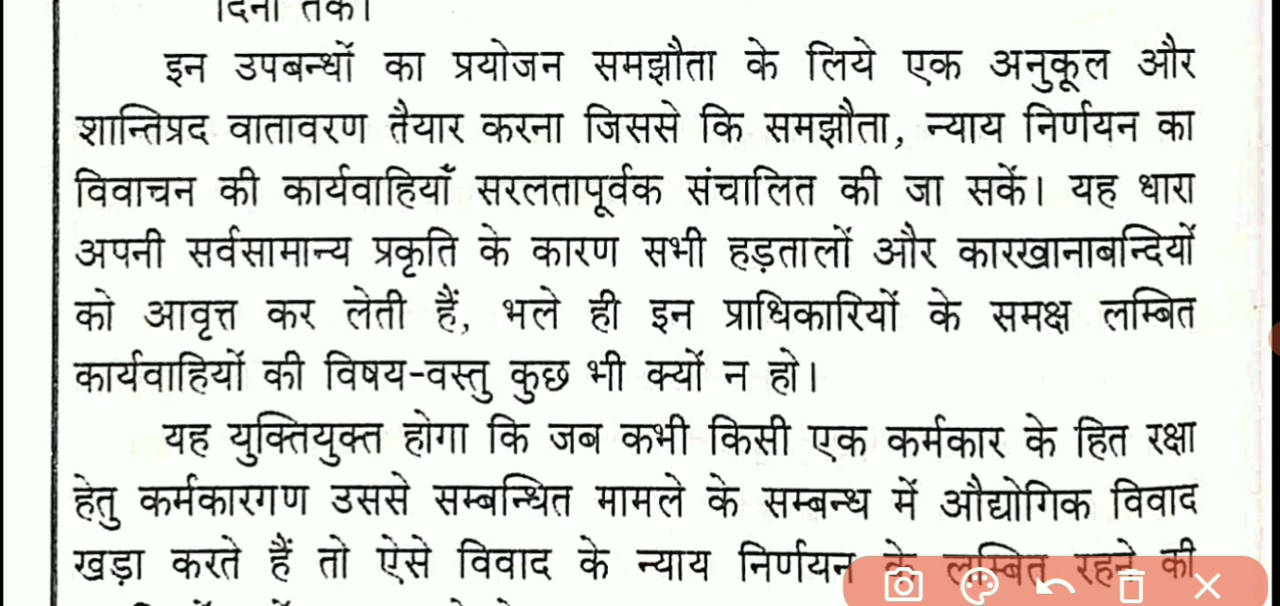 दिनों तक।
इन उपबन्धों का प्रयोजन समझौता के लिये एक अनुकूल और
शान्तिप्रद वातावरण तैयार करना जिससे कि समझौता, न्याय निर्णयन का
विवाचन की कार्यवाहियाँ सरलतापूर्वक संचालित की जा सकें। यह धारा
अपनी सर्वसामान्य प्रकृति के कारण सभी हड़तालों और कारखानाबन्दियों
को आवृत्त कर लेती हैं, भले ही इन प्राधिकारियों के समक्ष लम्बित
कार्यवाहियों की विषय-वस्तु कुछ भी क्यों न हो।
यह युक्तियुक्त होगा कि जब कभी किसी एक कर्मकार के हित रक्षा
हेतु कर्मकारगण उससे सम्बन्धित मामले के सम्बन्ध में औद्योगिक विवाद
खड़ा करते हैं तो ऐसे विवाद के न्याय निर्णयन के लम्बित रहने की